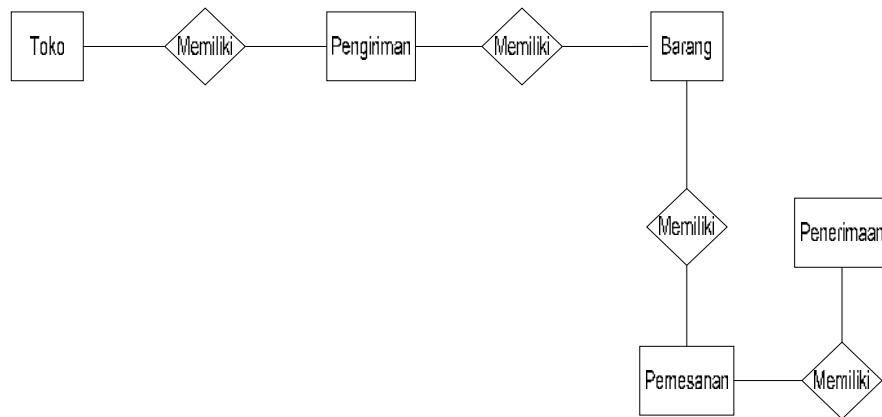 Toko
Memiliki
Pengiriman
Memiliki
Barang
Memiliki
Penerimaan
Pemesanan
Memiliki